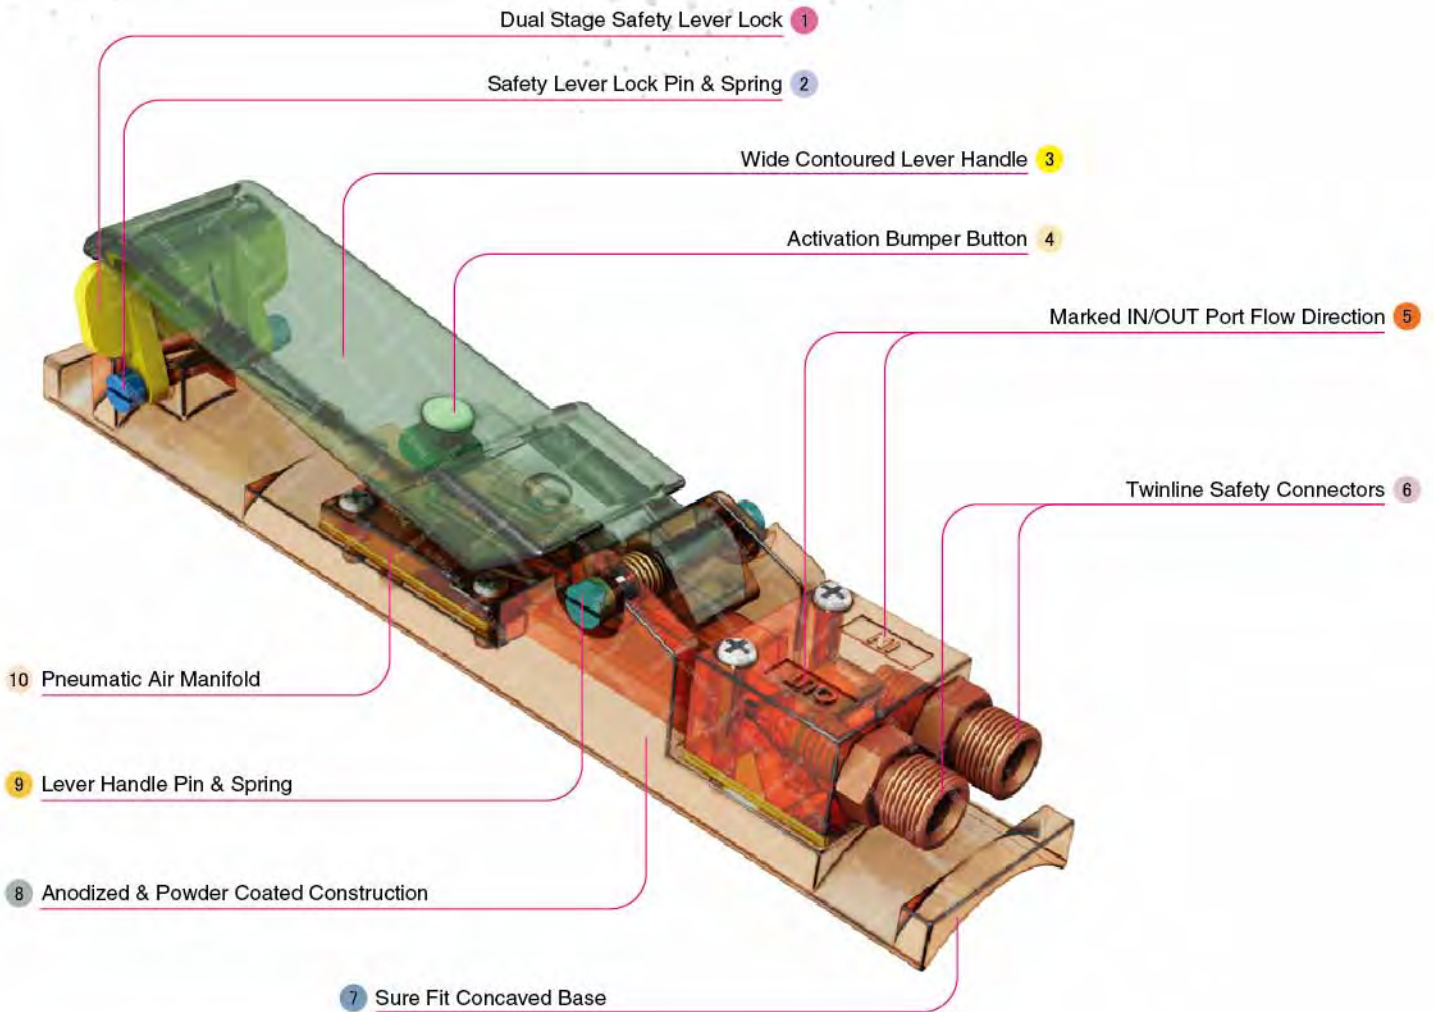 Dual Stage Safety Lever Lock 1
Safety Lever Lock Pin & Spring 2
Wide Contoured Lever Handle 3
Activation Bumper Button 4
Marked IN/OUT Port Flow Direction 5
Twinline Safety Connectors 6
IN
OUT
10 Pneumatic Air Manifold
9 Lever Handle Pin & Spring
8 Anodized & Powder Coated Construction
7 Sure Fit Concaved Base